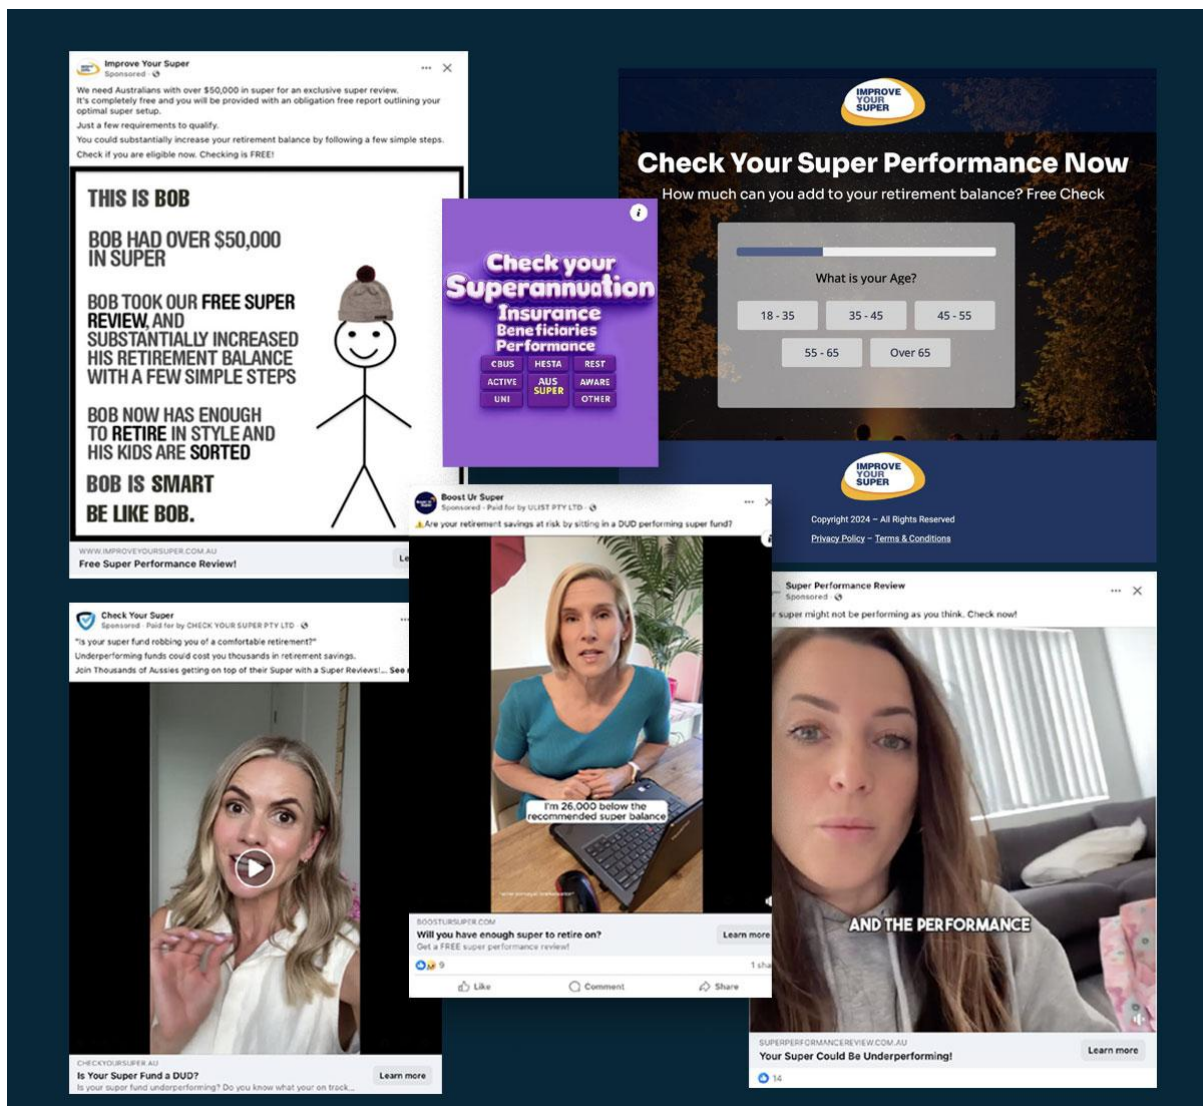 Improve Your Super
Sponsored
We need Australians with over $50,000 in super for an exclusive super review.
It's completely free and you will be provided with an obligation free report outlining your
optimal super setup.
Just a few requirements to qualify.
You could substantially increase your retirement balance by following a few simple steps.
Check if you are eligible now. Checking is FREE!
THIS IS BOB
BOB HAD OVER $50,000
IN SUPER
BOB TOOK OUR FREE SUPER
REVIEW, AND
SUBSTANTIALLY INCREASED
HIS RETIREMENT BALANCE
WITH A FEW SIMPLE STEPS
BOB NOW HAS ENOUGH
TO RETIRE IN STYLE AND
HIS KIDS ARE SORTED
BOB IS SMART
BE LIKE BOB.
WWW.IMPROVEYOURSUPER.COM.AU
Free Super Performance Review!
Check your
Superannuation
Insurance
Beneficiaries
Performance
CBUS HESTA REST
ACTIVE AUS SUPER AWARE
UNI OTHER
IMPROVE
YOUR
SUPER
Check Your Super Performance Now
How much can you add to your retirement balance? Free Check
What is your Age?
18 - 35 35 - 45 45 - 55
55 - 65 Over 65
IMPROVE
YOUR
SUPER
Copyright 2024 – All Rights Reserved
Privacy Policy – Terms & Conditions
Check Your Super
Sponsored · Paid for by CHECK YOUR SUPER PTY LTD
"Is your super fund robbing you of a comfortable retirement?"
Underperforming funds could cost you thousands in retirement savings.
Join Thousands of Aussies getting on top of their Super with a Super Reviews!... See
CHECKYOURSUPER.AU
Is Your Super Fund a DUD?
Is your super fund underperforming? Do you know what your on track...
Learn more
Boost Ur Super
Sponsored · Paid for by ULIST PTY LTD
Are your retirement savings at risk by sitting in a DUD performing super fund?
I'm 26,000 below the
recommended super balance
BOOSTURSUPER.COM
Will you have enough super to retire on?
Get a FREE super performance review!
Learn more
9
1
Like Comment Share
Super Performance Review
Sponsored
super might not be performing as you think. Check now!
AND THE PERFORMANCE
SUPERPERFORMANCEREVIEW.COM.AU
Your Super Could Be Underperforming!
Learn more
14